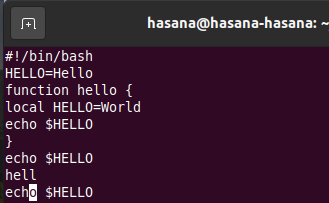 hasana@hasana-hasana: ~
#!/bin/bash
HELLO=Hello
function hello {
local HELLO=World
echo $HELLO
}
echo $HELLO
hell
echo $HELLO